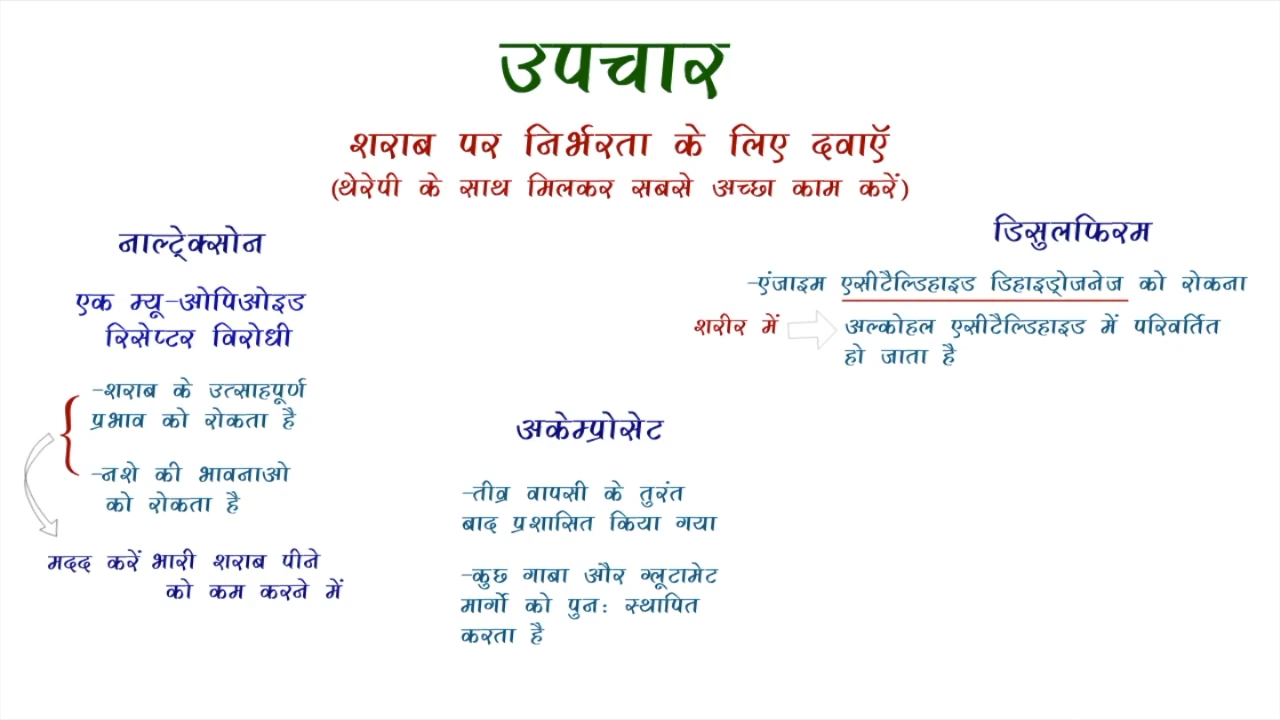 उपचार
शराब पर निर्भरता के लिए दवाएॅ
(थेरेपी के साथ मिलकर सबसे अच्छा काम करें)
नाल्ट्रेक्सोन
एक म्यू-ओपिओइड
रिसेप्टर विरोधी
-शराब के उत्साहपूर्ण
प्रभाव को रोकता है
-नशे की भावनाओ
को रोकता है
मदद करें भारी शराब पीने
को कम करने में
अकेम्प्रोसेट
-तीव्र वापसी के तुरंत
बाद प्रशासित किया गया
-कुछ गाबा और ग्लूटामेट
मार्गो को पुनः स्थापित
करता है
डिसुलफिरम
-एंजाइम एसीटैल्डिहाइड डिहाइड्रोजनेज को रोकना
शरीर में
अल्कोहल एसीटैल्डिहाइड में परिवर्तित
हो जाता है